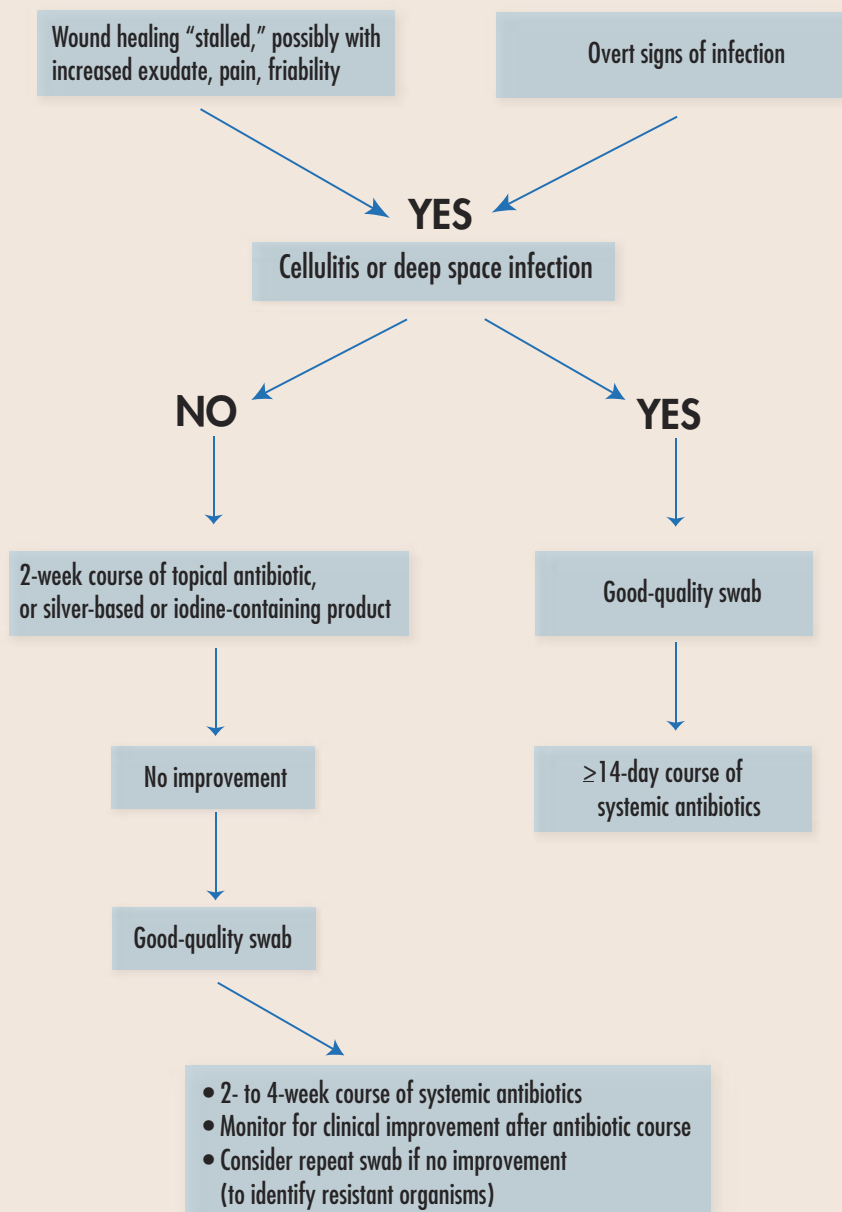 Wound healing “stalled,” possibly with
increased exudate, pain, friability
Overt signs of infection
YES
Cellulitis or deep space infection
NO
YES
2-week course of topical antibiotic,
or silver-based or iodine-containing product
Good-quality swab
No improvement
≥14-day course of
systemic antibiotics
Good-quality swab
• 2- to 4-week course of systemic antibiotics
• Monitor for clinical improvement after antibiotic course
• Consider repeat swab if no improvement
(to identify resistant organisms)